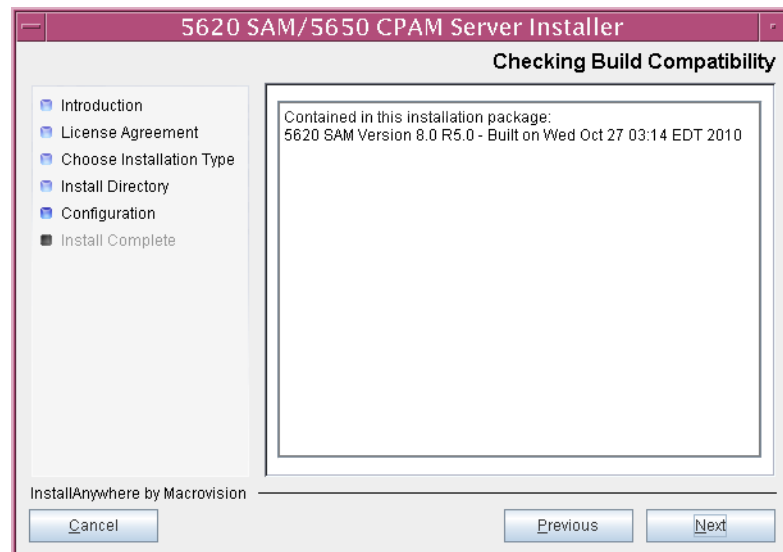 5620 SAM/5650 CPAM Server Installer
Checking Build Compatibility
Introduction
License Agreement
Choose Installation Type
Install Directory
Configuration
Install Complete
Contained in this installation package:
5620 SAM Version 8.0 R5.0 - Built on Wed Oct 27 03:14 EDT 2010
InstallAnywhere by Macrovision
Cancel
Previous
Next